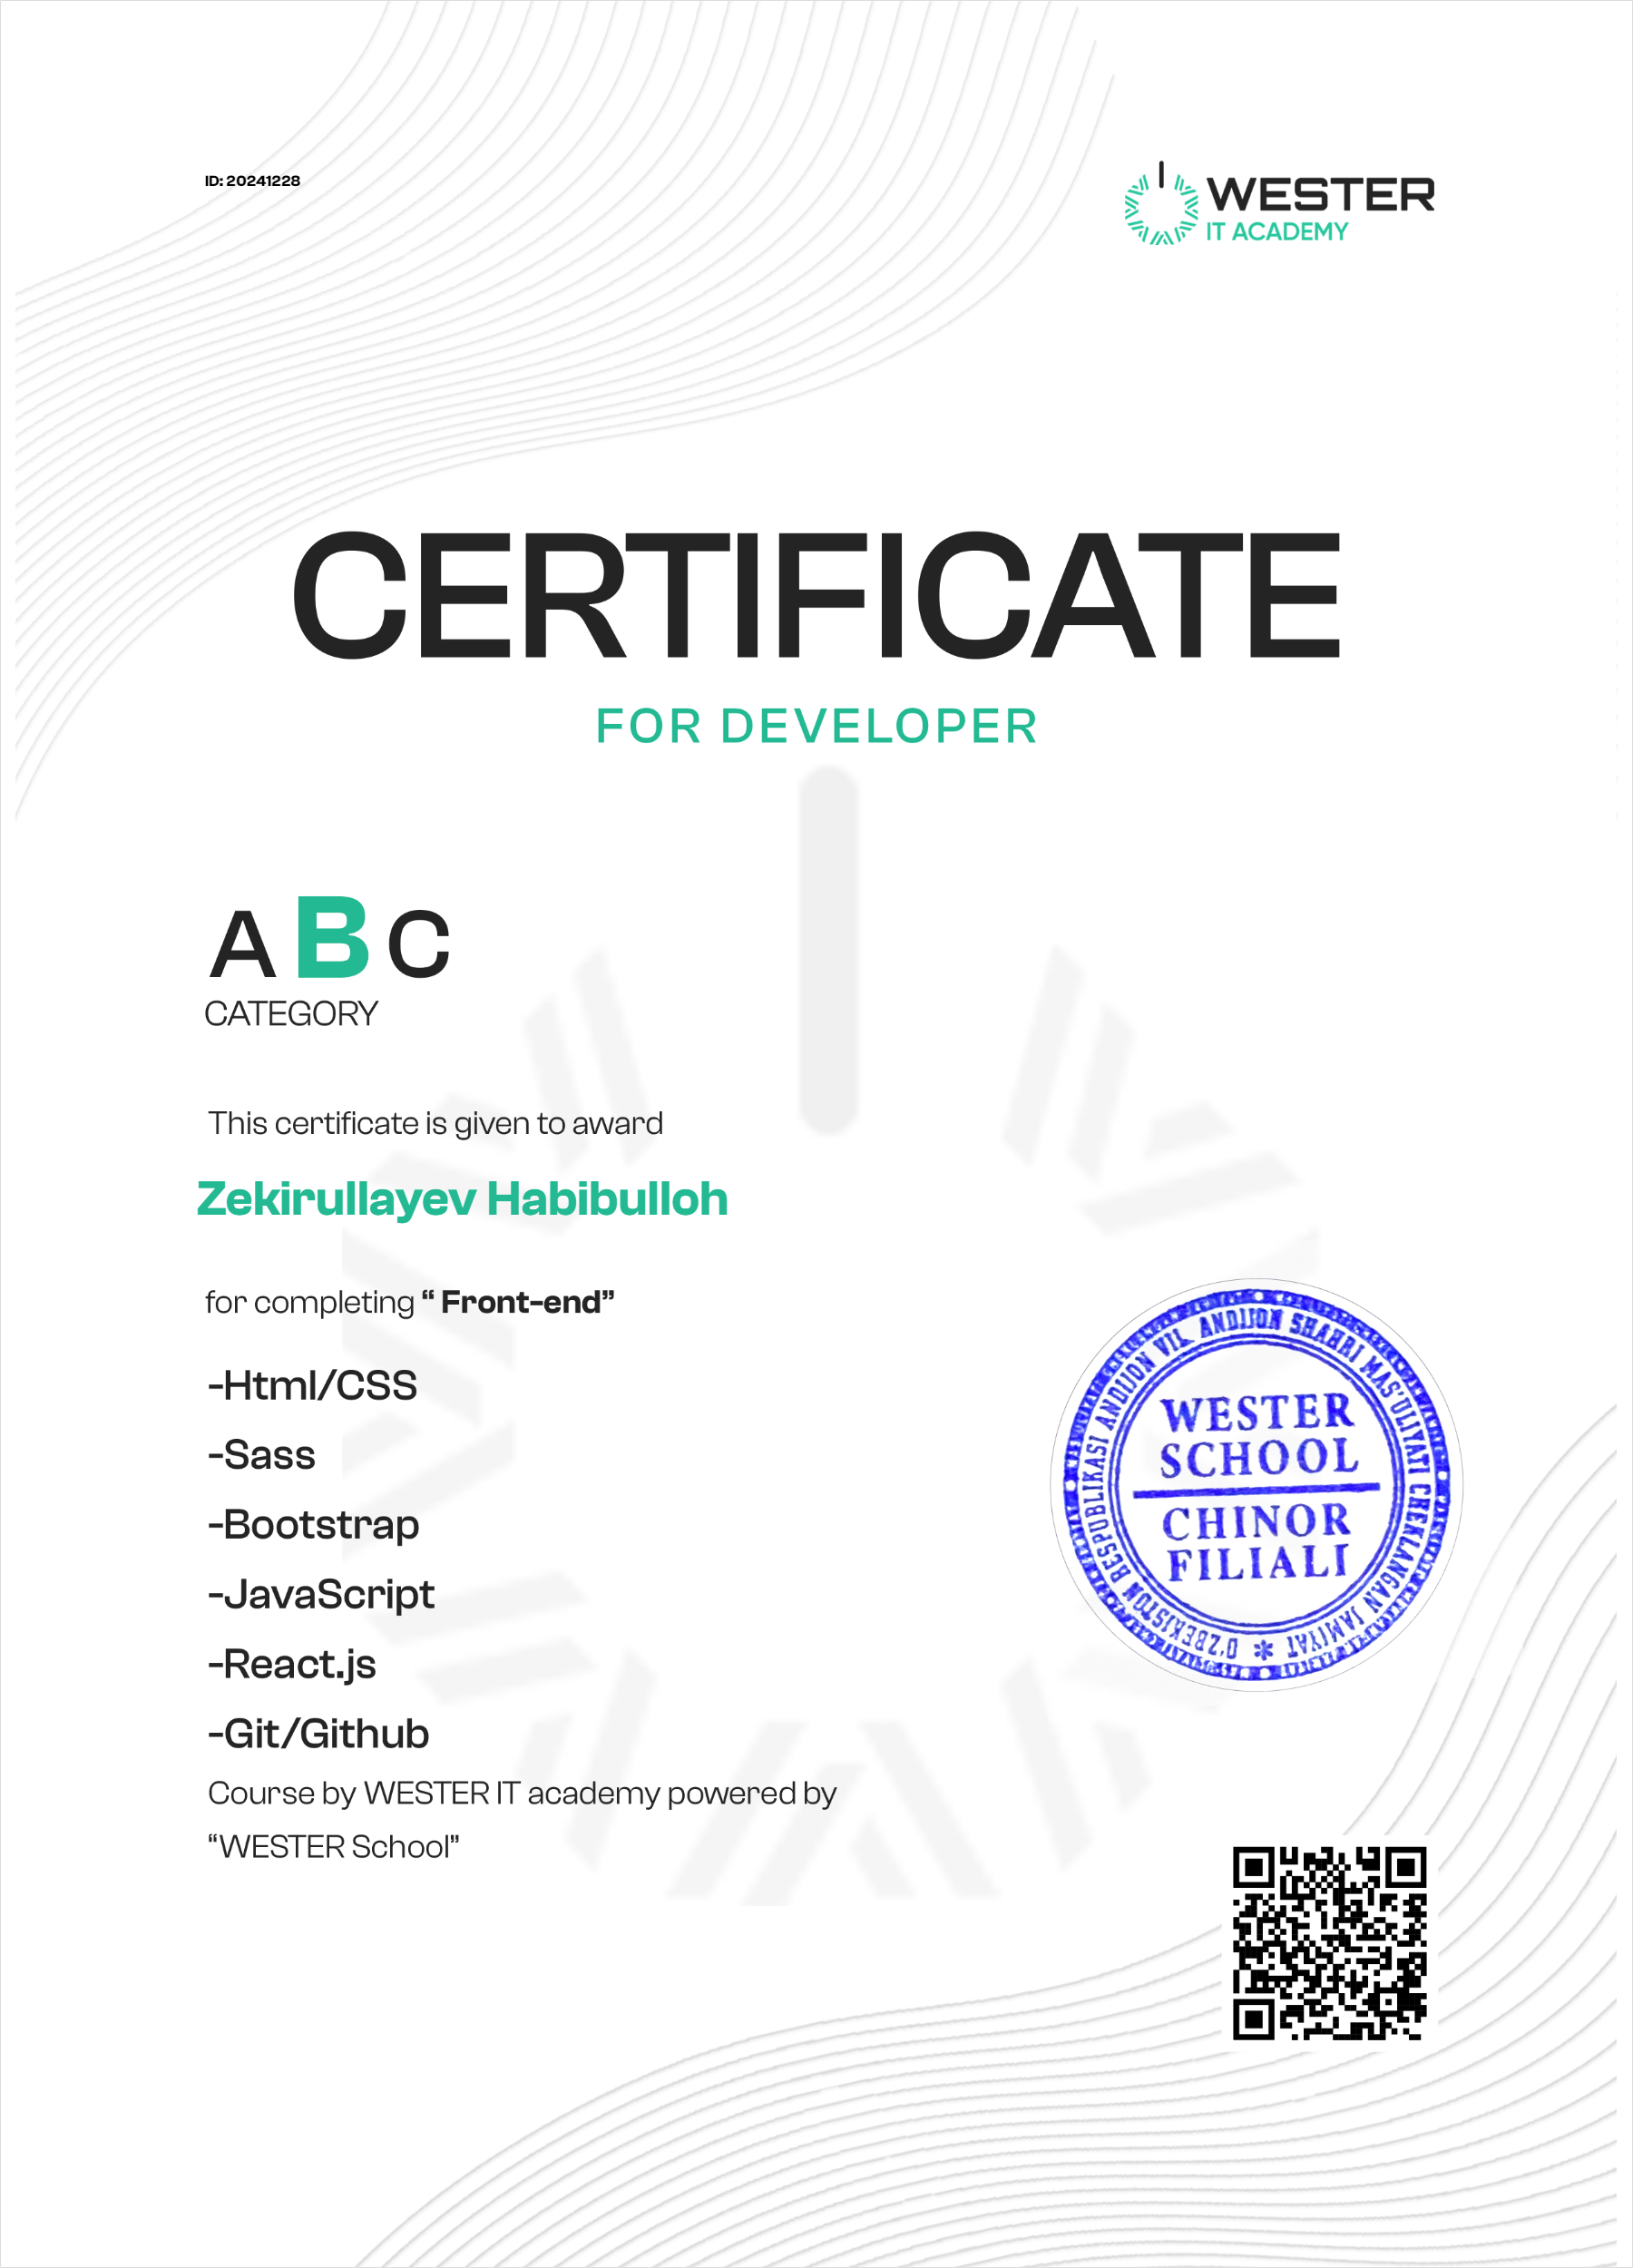 ID: 20241228
WESTER
IT ACADEMY
CERTIFICATE
FOR DEVELOPER
A B C
CATEGORY
This certificate is given to award
Zekirullayev Habibulloh
for completing “ Front-end”
-Html/CSS
-Sass
-Bootstrap
-JavaScript
-React.js
-Git/Github
Course by WESTER IT academy powered by
“WESTER School”
O'ZBEKISTON RESPUBLIKASI ANDIJON VIL. ANDIJON SHAHRI MAS'ULIYATI CHEKLANGAN JAMIYAT *
WESTER
SCHOOL
CHINOR
FILIALI